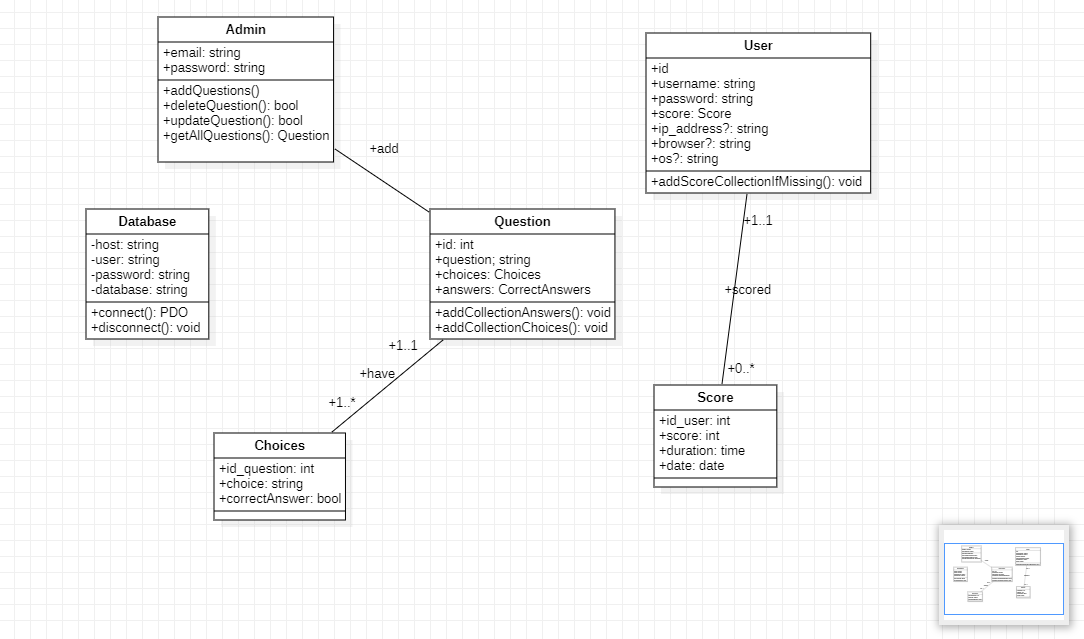 Admin
+email: string
+password: string
+addQuestions()
+deleteQuestion(): bool
+updateQuestion(): bool
+getAllQuestions(): Question
+add
User
+id
+username: string
+password: string
+score: Score
+ip_address?: string
+browser?: string
+os?: string
+addScoreCollectionIfMissing(): void
Database
-host: string
-user: string
-password: string
-database: string
+connect(): PDO
+disconnect(): void
Question
+id: int
+question; string
+choices: Choices
+answers: CorrectAnswers
+addCollectionAnswers(): void
+addCollectionChoices(): void
+1..1
+scored
+0..*
+1..1
+have
+1..*
Choices
+id_question: int
+choice: string
+correctAnswer: bool
Score
+id_user: int
+score: int
+duration: time
+date: date